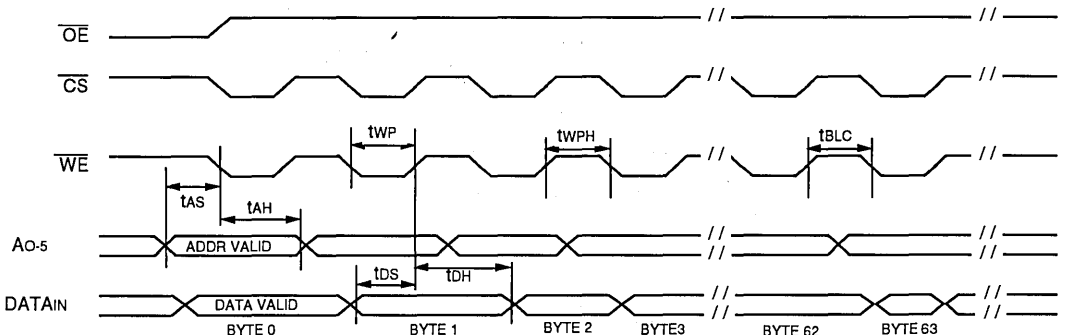 OE
//
//
CS
//
//
tWP
tWPH
tBLC
WE
//
//
tAS
tAH
A0-5
ADDR VALID
//
//
//
//
tDS
tDH
DATAIN
DATA VALID
//
//
//
//
BYTE 0
BYTE 1
BYTE 2
BYTE3
BYTE 62
BYTE 63